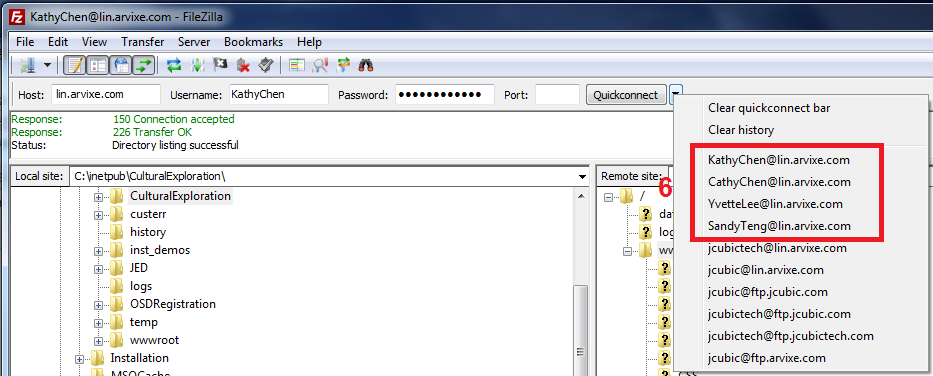 KathyChen@lin.arvixe.com - FileZilla
File Edit View Transfer Server Bookmarks Help
Host: lin.arvixe.com Username: KathyChen Password: ●●●●●●●●●●●● Port: Quickconnect
Clear quickconnect bar
Clear history
KathyChen@lin.arvixe.com
CathyChen@lin.arvixe.com
YvetteLee@lin.arvixe.com
SandyTeng@lin.arvixe.com
jcubictech@lin.arvixe.com
jcubic@lin.arvixe.com
jcubic@ftp.jcubic.com
jcubictech@ftp.jcubic.com
jcubictech@ftp.jcubictech.com
jcubic@ftp.arvixe.com
Response: 150 Connection accepted
Response: 226 Transfer OK
Status: Directory listing successful
Local site: C:\inetpub\CulturalExploration\
CulturalExploration
custerr
history
inst_demos
JED
logs
OSDRegistration
temp
wwwroot
Installation
MSOCache
Remote site:
6
/